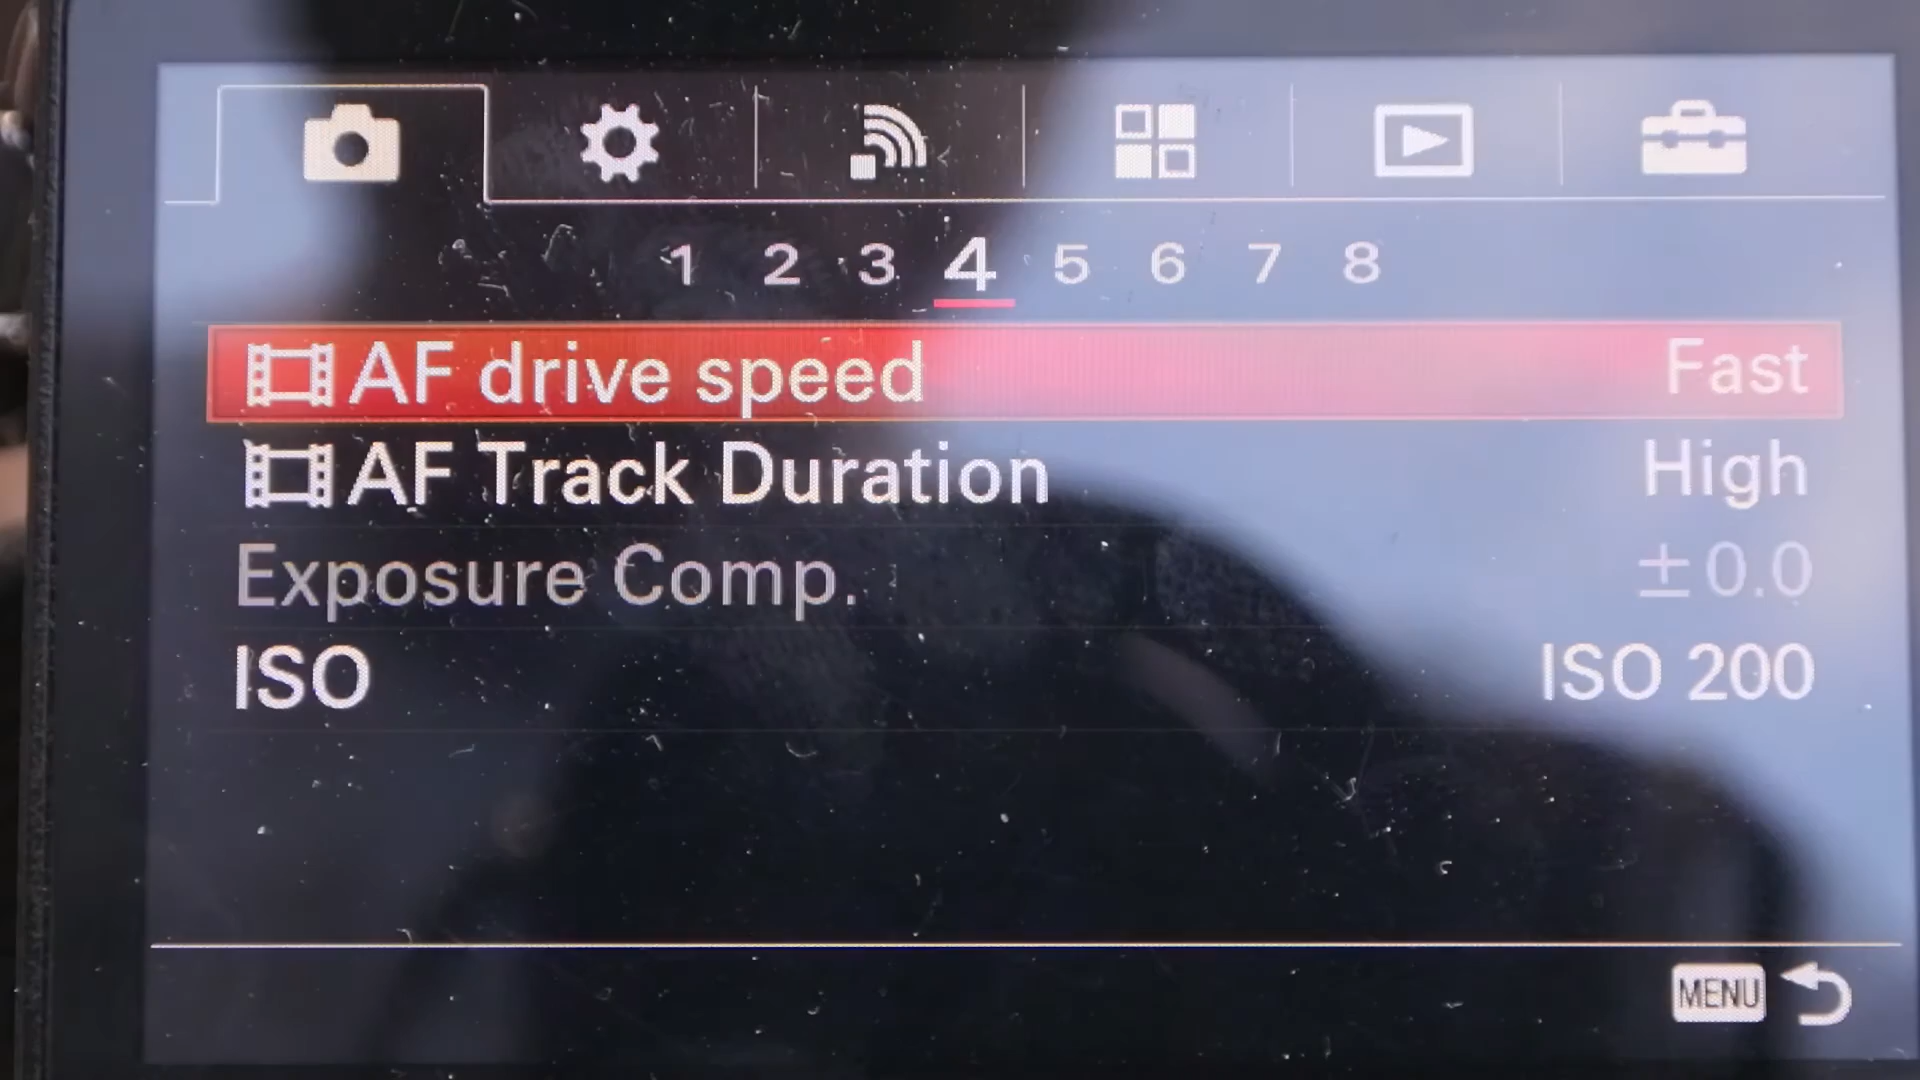 1 2 3 4 5 6 7 8
AF drive speed Fast
AF Track Duration High
Exposure Comp. ±0.0
ISO ISO 200
MENU